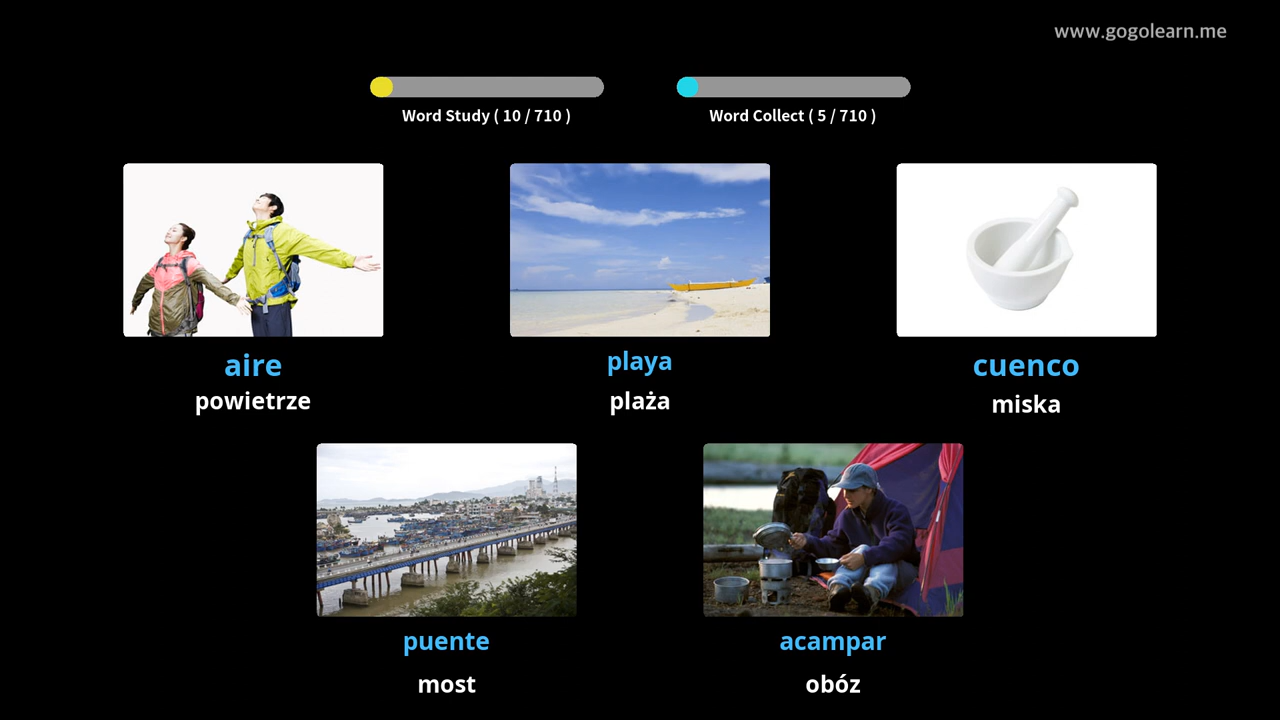 www.gogolearn.me
Word Study ( 10 / 710 )
Word Collect ( 5 / 710 )
aire
powietrze
playa
plaża
cuenco
miska
puente
most
acampar
obóz